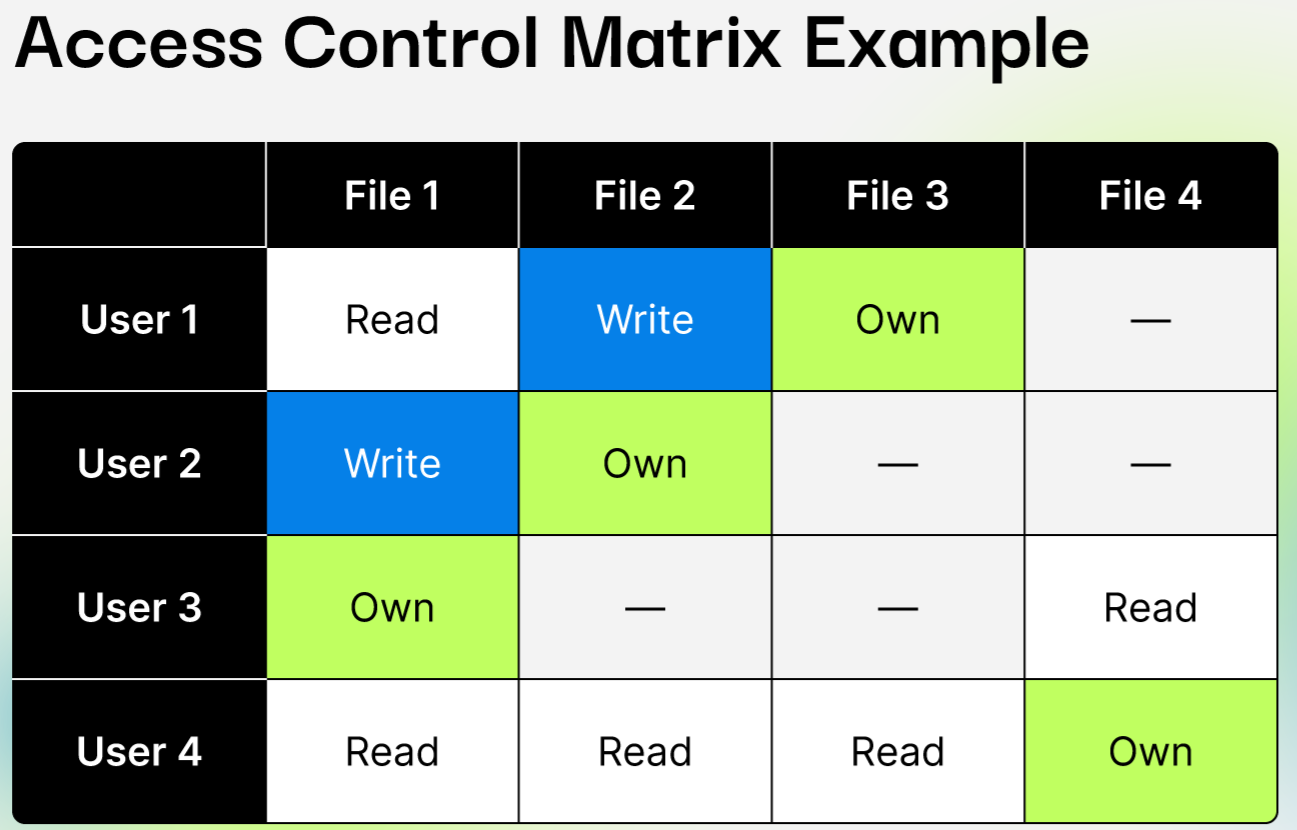 Access Control Matrix Example
File 1 File 2 File 3 File 4
User 1 Read Write Own —
User 2 Write Own — —
User 3 Own — — Read
User 4 Read Read Read Own